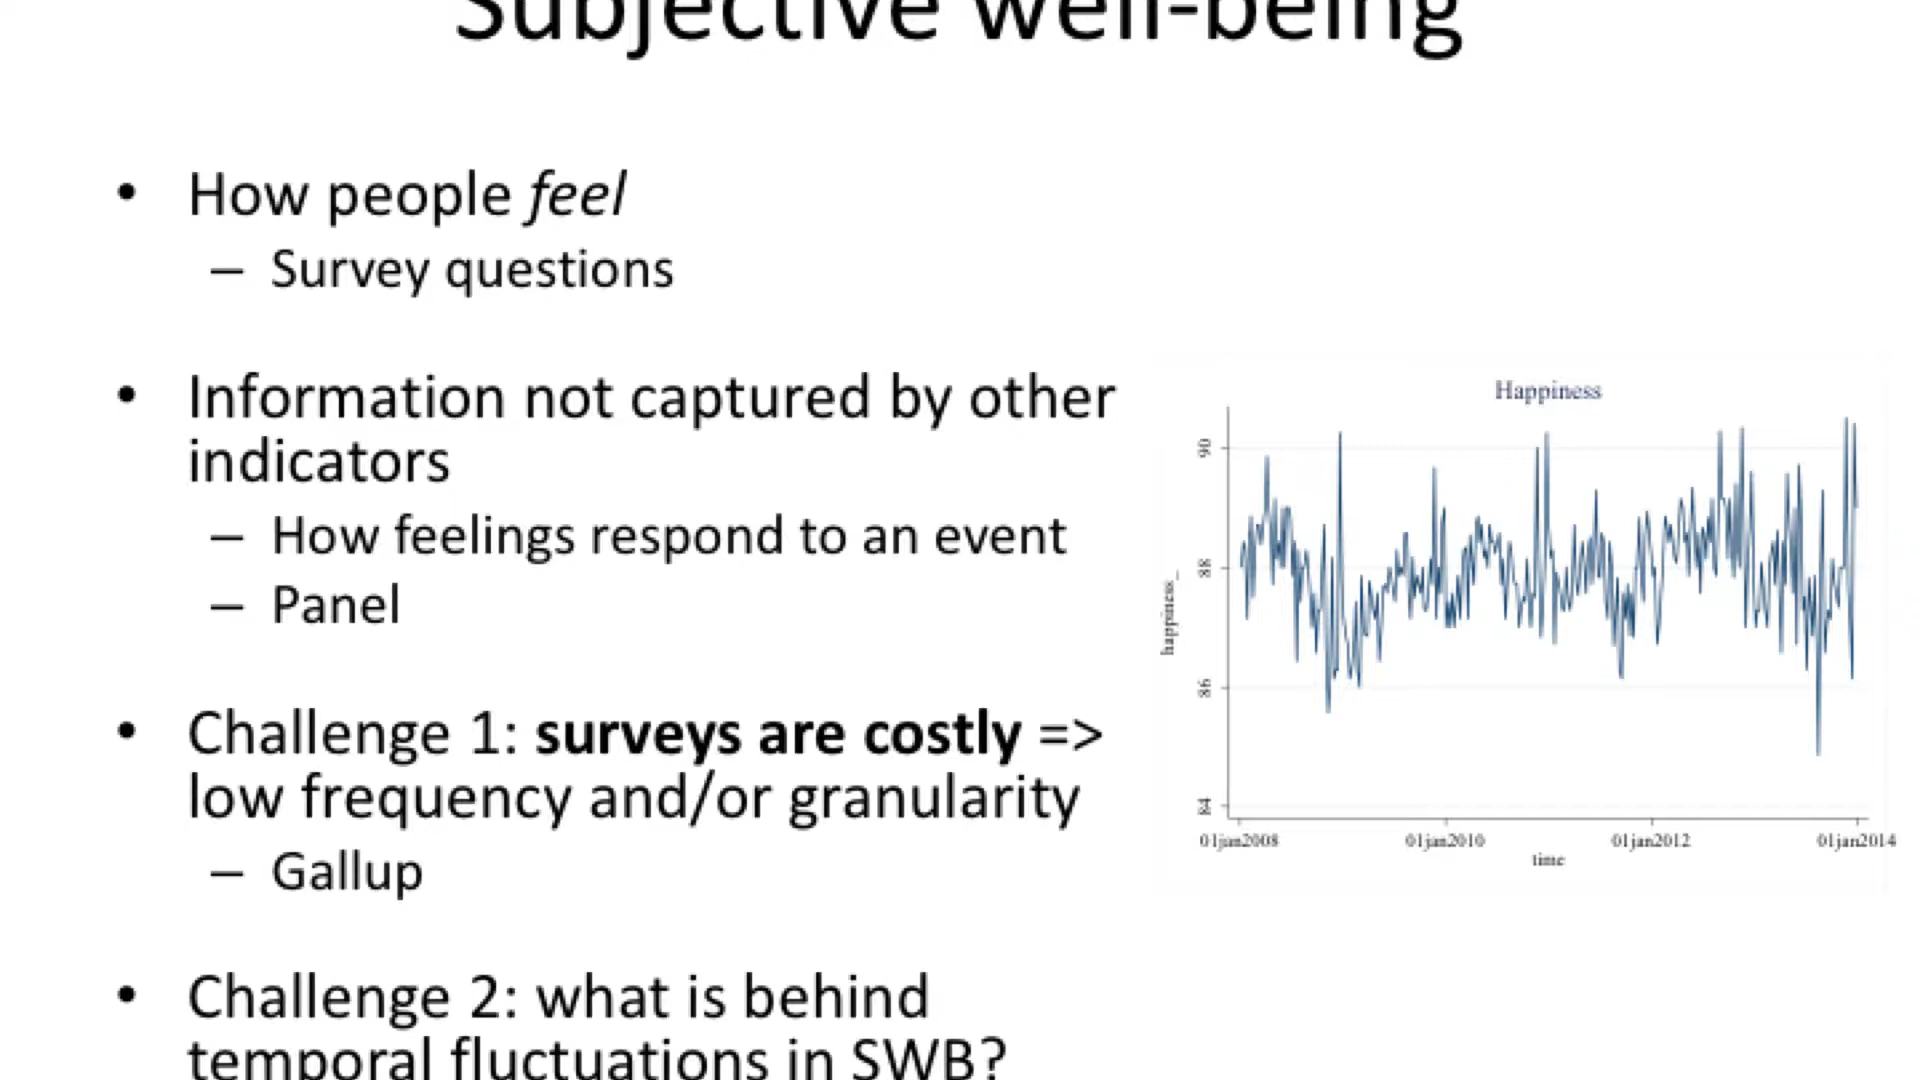 Subjective well-being
• How people feel
– Survey questions
• Information not captured by other
indicators
– How feelings respond to an event
– Panel
• Challenge 1: surveys are costly =>
low frequency and/or granularity
– Gallup
• Challenge 2: what is behind
temporal fluctuations in SWB?
Happiness
happiness_
90
88
86
84
01jan2008 01jan2010 01jan2012 01jan2014
time